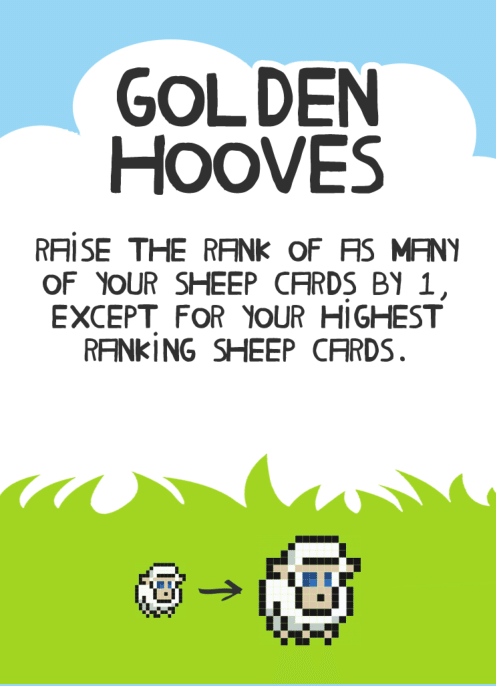 GOLDEN
HOOVES
RAISE THE RANK OF AS MANY
OF YOUR SHEEP CARDS BY 1,
EXCEPT FOR YOUR HIGHEST
RANKING SHEEP CARDS.